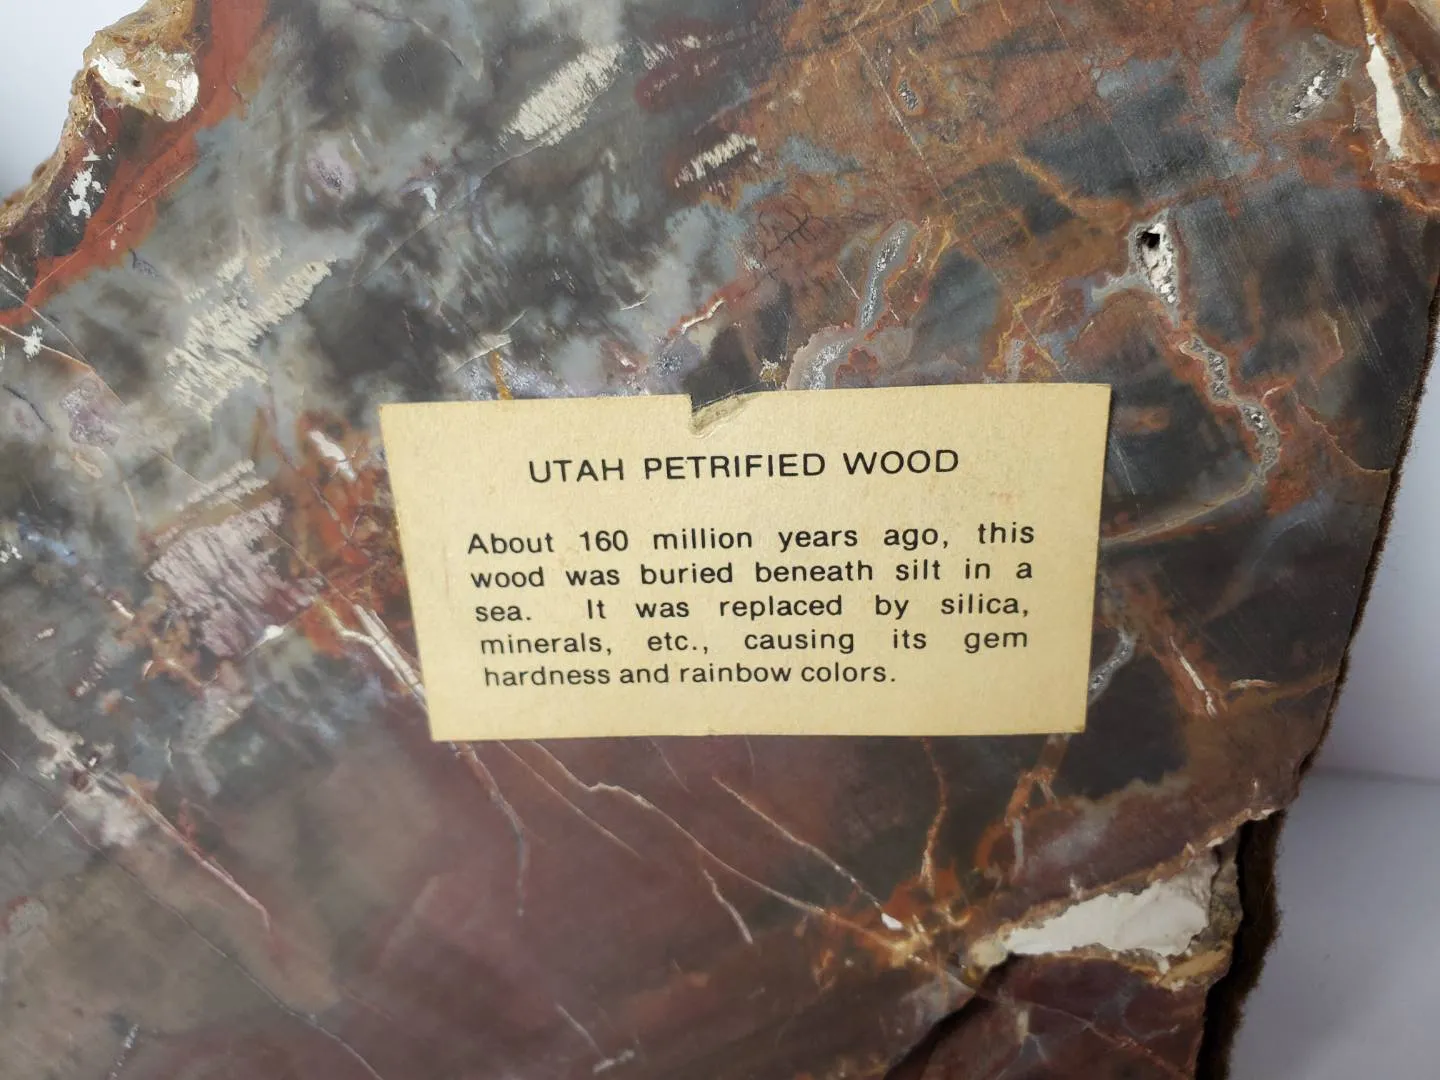 UTAH PETRIFIED WOOD
About 160 million years ago, this
wood was buried beneath silt in a
sea. It was replaced by silica,
minerals, etc., causing its gem
hardness and rainbow colors.